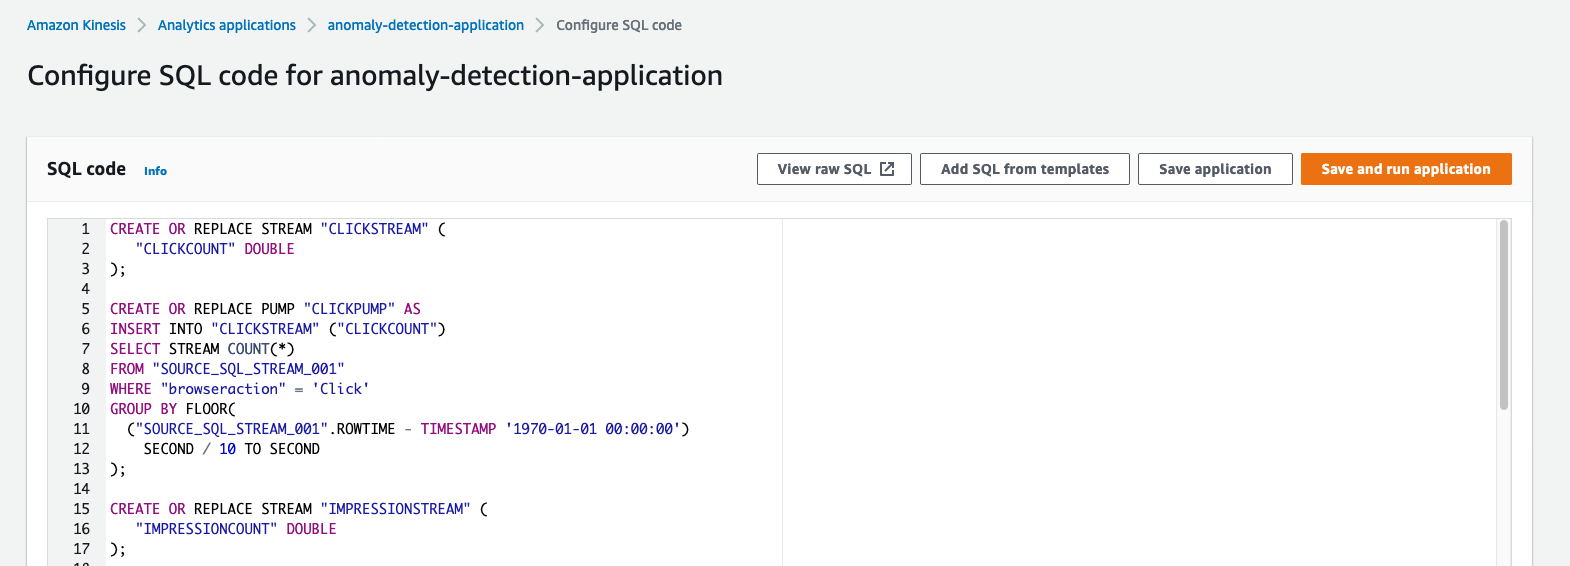 Amazon Kinesis > Analytics applications > anomaly-detection-application > Configure SQL code
Configure SQL code for anomaly-detection-application
SQL code Info View raw SQL Add SQL from templates Save application Save and run application
1 CREATE OR REPLACE STREAM "CLICKSTREAM" (
2 "CLICKCOUNT" DOUBLE
3 );
4
5 CREATE OR REPLACE PUMP "CLICKPUMP" AS
6 INSERT INTO "CLICKSTREAM" ("CLICKCOUNT")
7 SELECT STREAM COUNT(*)
8 FROM "SOURCE_SQL_STREAM_001"
9 WHERE "browseraction" = 'Click'
10 GROUP BY FLOOR(
11 ("SOURCE_SQL_STREAM_001".ROWTIME - TIMESTAMP '1970-01-01 00:00:00')
12 SECOND / 10 TO SECOND
13 );
14
15 CREATE OR REPLACE STREAM "IMPRESSIONSTREAM" (
16 "IMPRESSIONCOUNT" DOUBLE
17 );